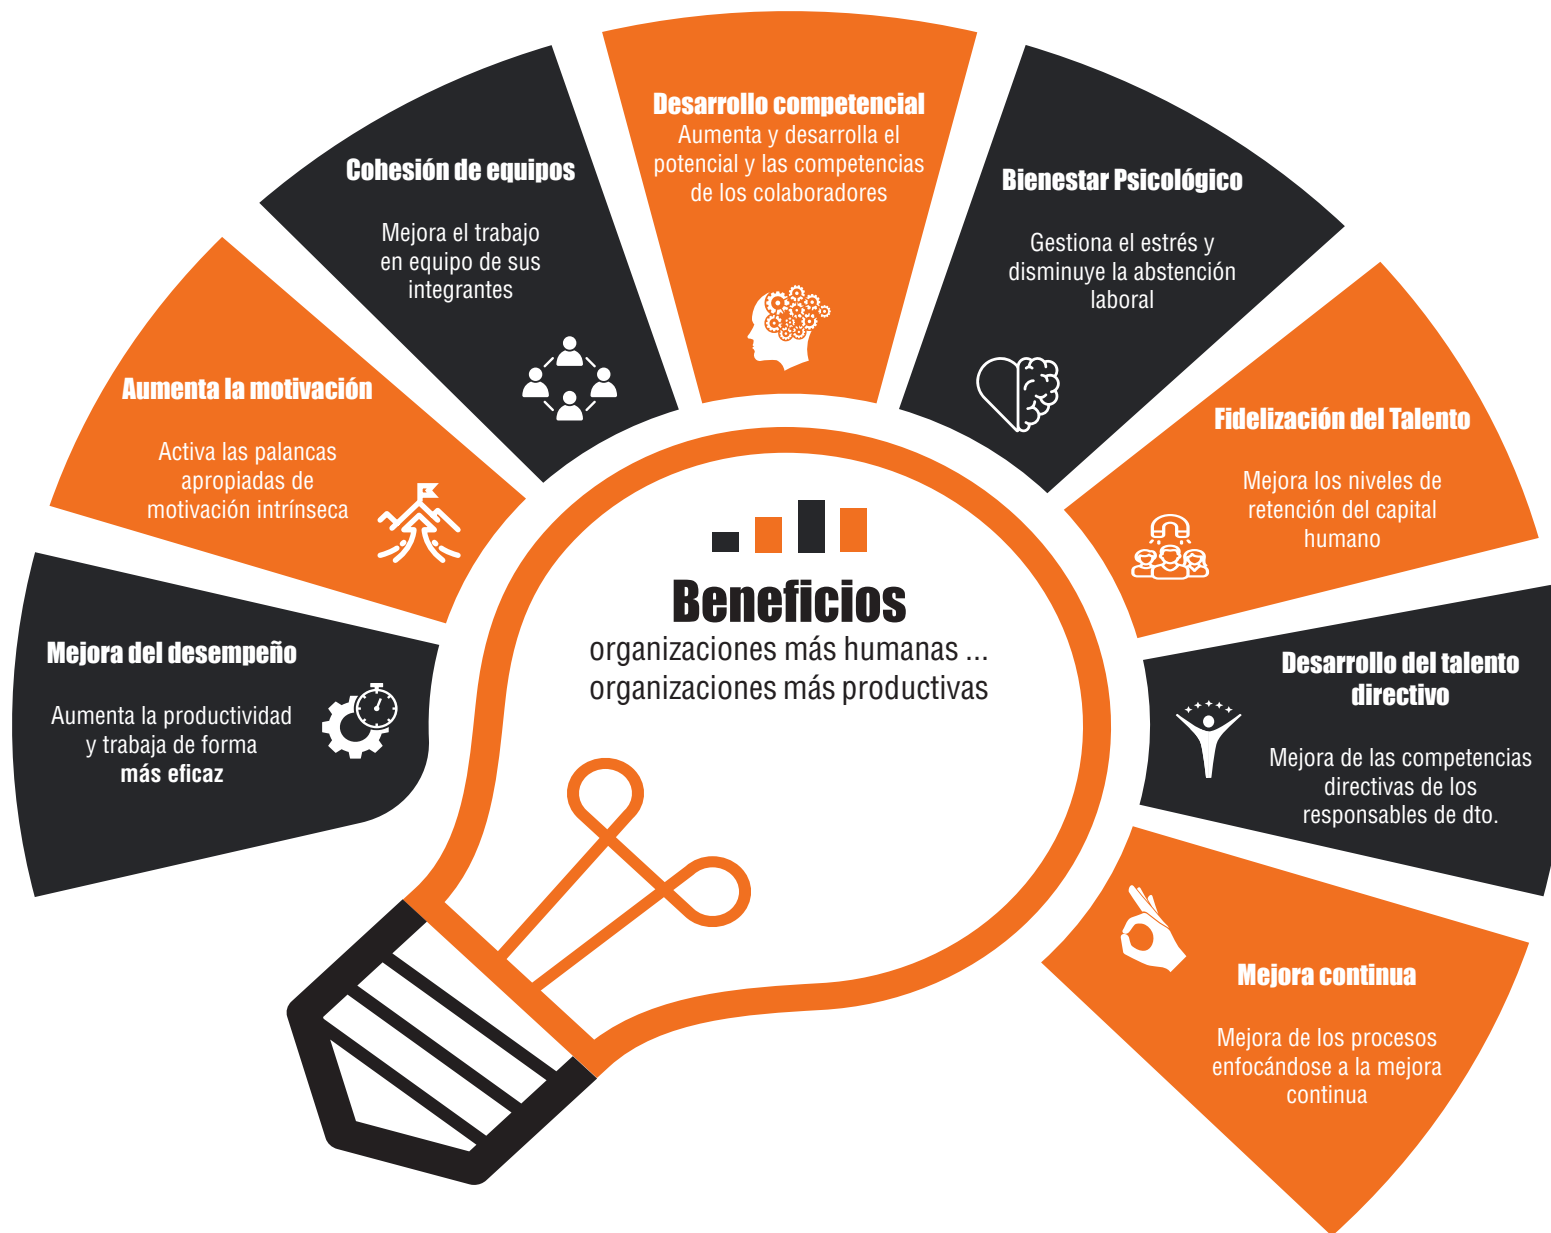 Desarrollo competencial
Aumenta y desarrolla el
potencial y las competencias
de los colaboradores
Cohesión de equipos
Mejora el trabajo
en equipo de sus
integrantes
Bienestar Psicológico
Gestiona el estrés y
disminuye la abstención
laboral
Aumenta la motivación
Activa las palancas
apropiadas de
motivación intrínseca
Fidelización del Talento
Mejora los niveles de
retención del capital
humano
Mejora del desempeño
Aumenta la productividad
y trabaja de forma
más eficaz
Beneficios
organizaciones más humanas ...
organizaciones más productivas
Desarrollo del talento
directivo
Mejora de las competencias
directivas de los
responsables de dto.
Mejora continua
Mejora de los procesos
enfocándose a la mejora
continua